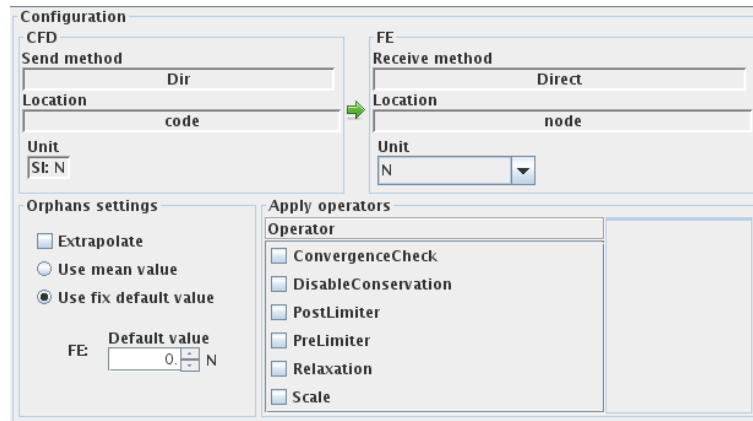 Configuration
CFD
Send method
Dir
Location
code
Unit
SI: N
FE
Receive method
Direct
Location
node
Unit
N
Orphans settings
Extrapolate
Use mean value
Use fix default value
Default value
FE: 0. N
Apply operators
Operator
ConvergenceCheck
DisableConservation
PostLimiter
PreLimiter
Relaxation
Scale